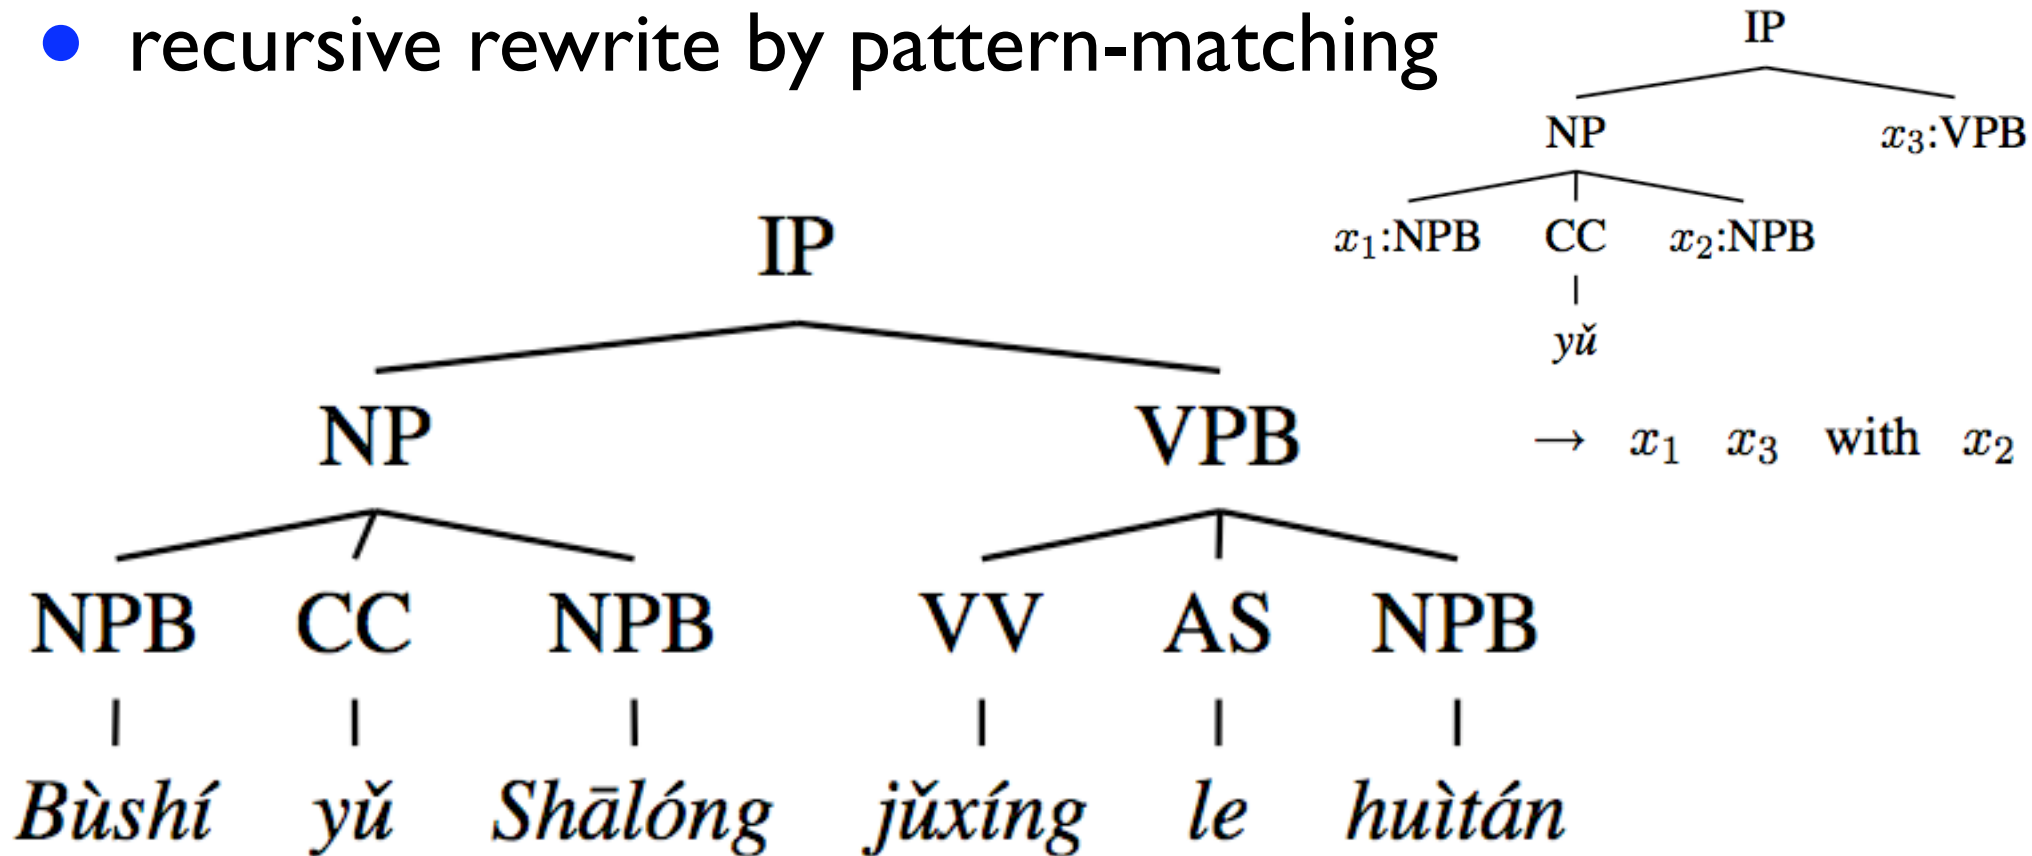 • recursive rewrite by pattern-matching
IP
NP x₃:VPB
x₁:NPB CC x₂:NPB
yǔ
→ x₁ x₃ with x₂
IP
NP VPB
NPB CC NPB VV AS NPB
Bùshí yǔ Shālóng jǔxíng le huìtán